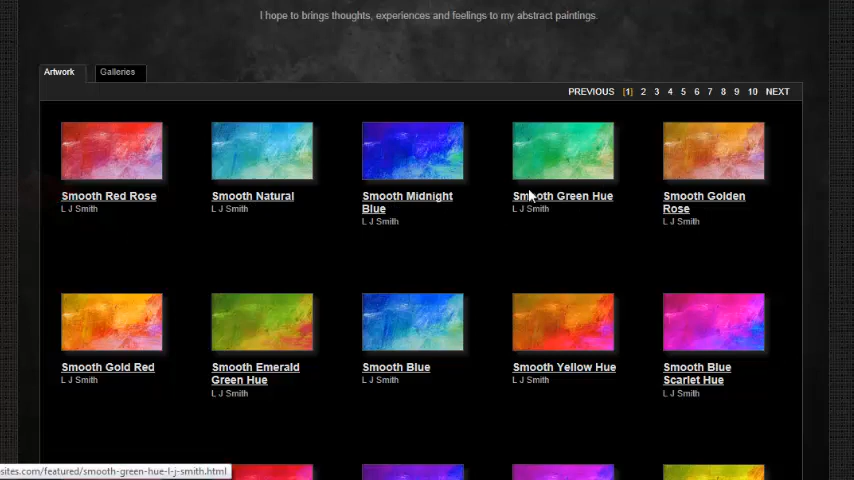 I hope to brings thoughts, experiences and feelings to my abstract paintings.
Artwork Galleries
PREVIOUS [1] 2 3 4 5 6 7 8 9 10 NEXT
Smooth Red Rose
L J Smith
Smooth Natural
L J Smith
Smooth Midnight
Blue
L J Smith
Smooth Green Hue
L J Smith
Smooth Golden
Rose
L J Smith
Smooth Gold Red
L J Smith
Smooth Emerald
Green Hue
L J Smith
Smooth Blue
L J Smith
Smooth Yellow Hue
L J Smith
Smooth Blue
Scarlet Hue
L J Smith
sites.com/featured/smooth-green-hue-l-j-smith.html